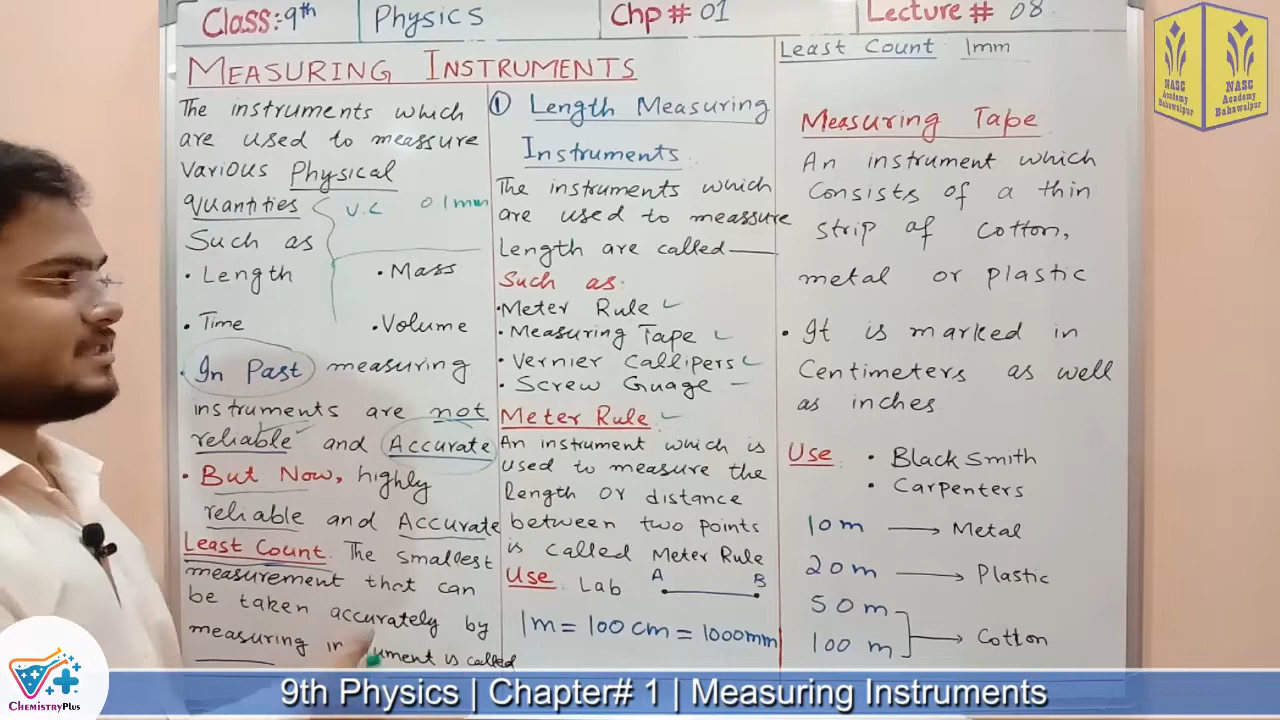 Class: 9th
Physics
Chp # 01
Lecture # 08
MEASURING INSTRUMENTS
The instruments which
are used to meassure
various Physical
quantities
V.C 0.1mm
Such as
• Length
• Mass
• Time
• Volume
• In Past measuring
instruments are not
reliable and Accurate
• But Now, highly
reliable and Accurate
Least Count. The smallest
measurement that can
be taken accurately by
measuring in ument is called
① Length Measuring
Instruments.
The instruments which
are used to meassure
Length are called
Such as.
• Meter Rule
• Measuring Tape
• Vernier Callipers
• Screw Guage
Meter Rule
An instrument which is
used to measure the
length or distance
between two points
is called Meter Rule
Use Lab
A B
1m = 100 cm = 1000mm
Least Count 1mm
Measuring Tape
An instrument which
Consists of a thin
strip of cotton,
metal or plastic
• It is marked in
Centimeters as well
as inches
Use • Black Smith
• Carpenters
10m → Metal
20m → Plastic
50m
100 m → Cotton
NASC
Academy
Bahawalpur
NASC
Academy
Bahawalpur
ChemistryPlus
9th Physics | Chapter# 1 | Measuring Instruments